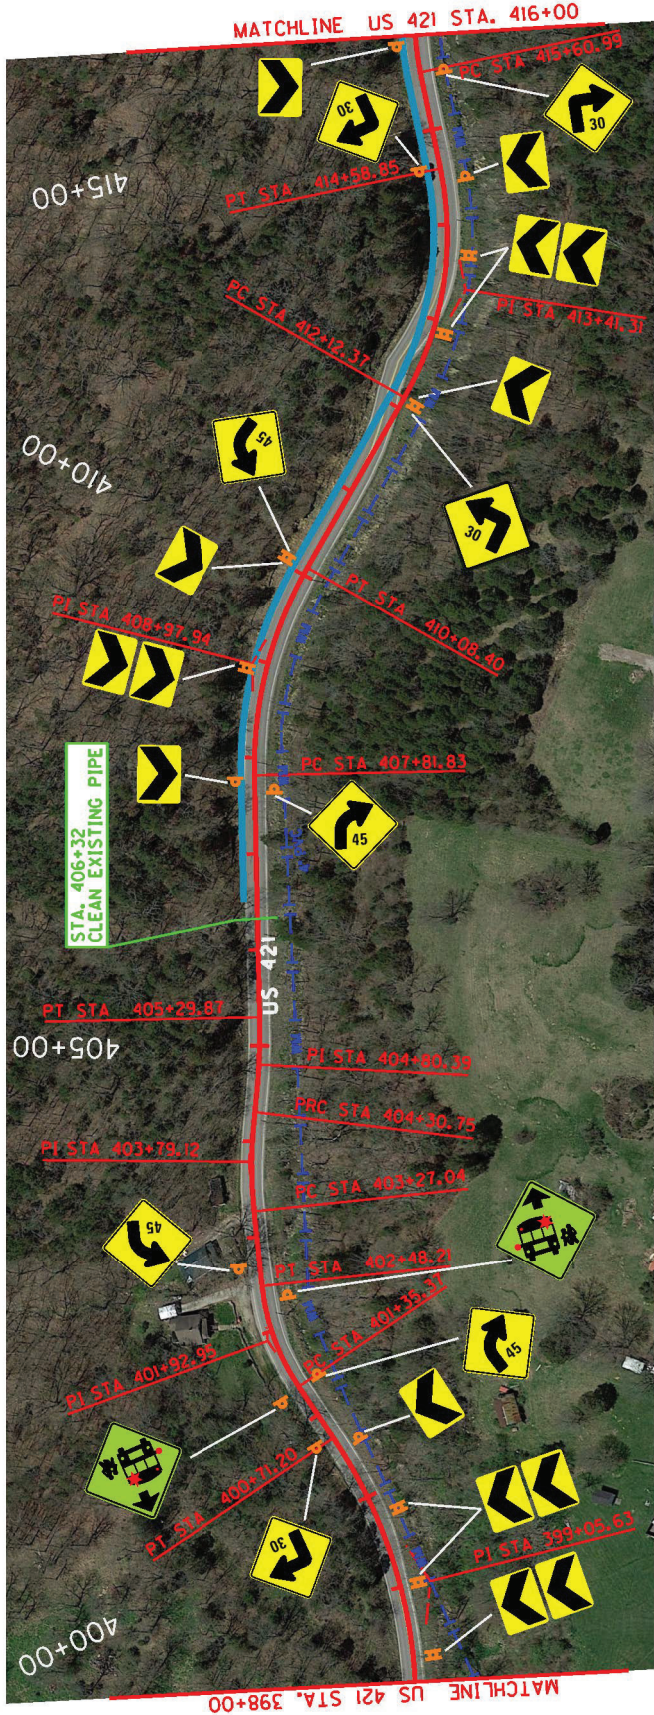 MATCHLINE US 421 STA. 416+00
PC STA 415+60.99
30
30
415+00
PT STA 414+58.85
PI STA 413+41.31
PC STA 412+12.37
45
410+00
30
PT STA 410+08.40
PI STA 408+97.94
PC STA 407+81.83
45
STA. 406+32
CLEAN EXISTING PIPE
US 421
PT STA 405+29.87
405+00
PI STA 404+80.39
PRC STA 404+30.75
PI STA 403+79.12
PC STA 403+27.04
45
PT STA 402+48.21
PC STA 401+35.37
PI STA 401+92.95
45
PT STA 400+71.20
30
PI STA 399+05.63
400+00
MATCHLINE US 421 STA. 398+00